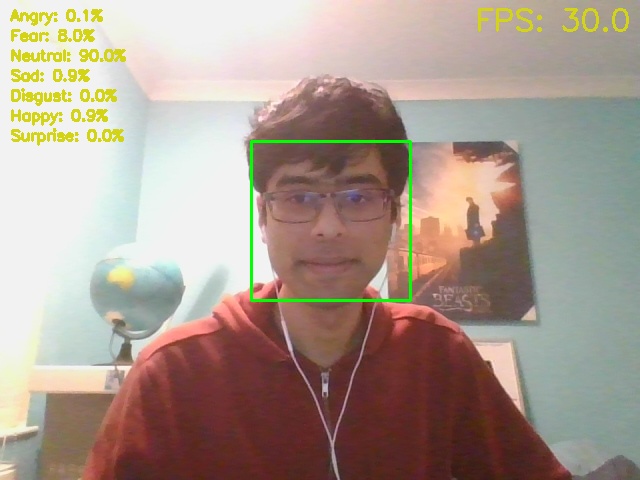 Angry: 0.1%
Fear: 8.0%
Neutral: 90.0%
Sad: 0.9%
Disgust: 0.0%
Happy: 0.9%
Surprise: 0.0%
FPS: 30.0
FANTASTIC
BEASTS